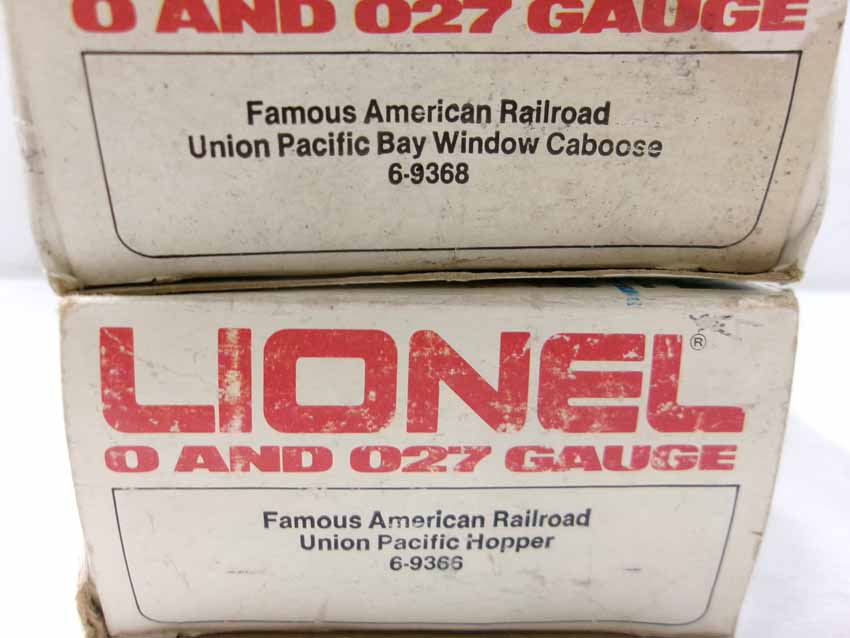 O AND O27 GAUGE
Famous American Railroad
Union Pacific Bay Window Caboose
6-9368
LIONEL®
O AND O27 GAUGE
Famous American Railroad
Union Pacific Hopper
6-9366